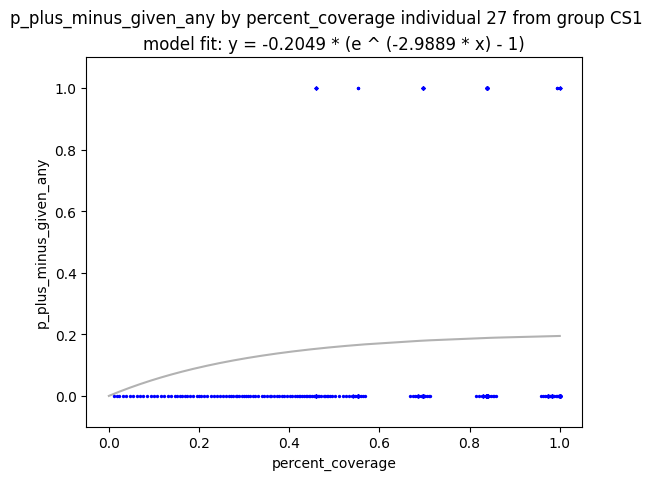 p_plus_minus_given_any by percent_coverage individual 27 from group CS1
model fit: y = -0.2049 * (e ^ (-2.9889 * x) - 1)
1.0
0.8
0.6
0.4
0.2
0.0
p_plus_minus_given_any
0.0 0.2 0.4 0.6 0.8 1.0
percent_coverage